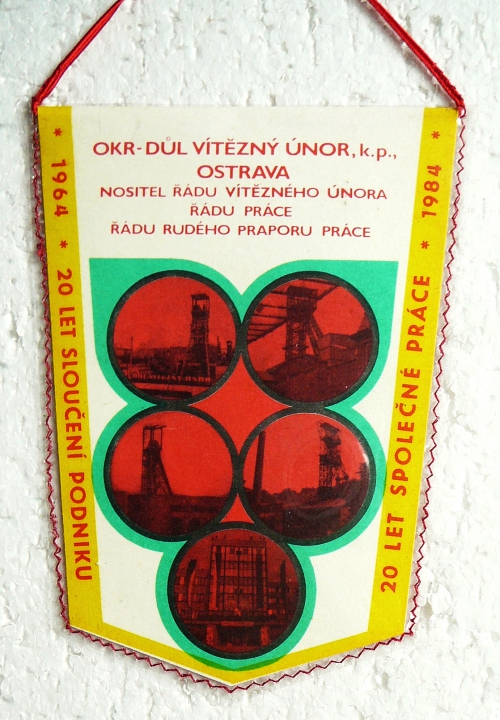 OKR-DŮL VÍTĚZNÝ ÚNOR, k.p.,
OSTRAVA
NOSITEL ŘÁDU VÍTĚZNÉHO ÚNORA
ŘÁDU PRÁCE
ŘÁDU RUDÉHO PRAPORU PRÁCE
* 1964 * 20 LET SLOUČENÍ PODNIKU
20 LET SPOLEČNÉ PRÁCE * 1984 *